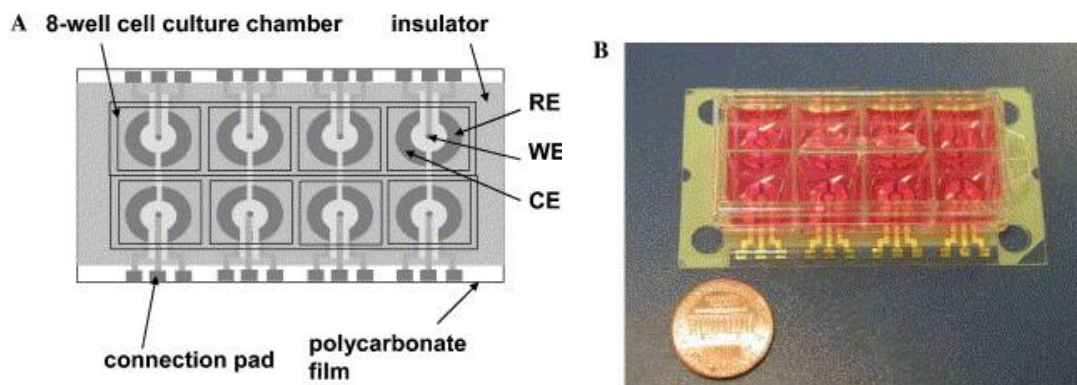 A
8-well cell culture chamber
insulator
B
RE
WE
CE
connection pad
polycarbonate
film